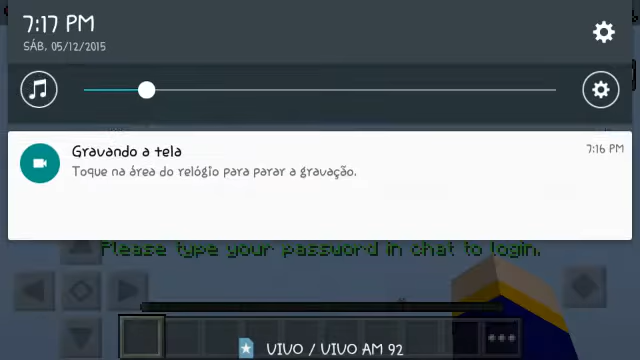 7:17 PM
SÁB, 05/12/2015
Gravando a tela
7:16 PM
Toque na área do relógio para parar a gravação.
Please type your password in chat to login.
VIVO / VIVO AM 92